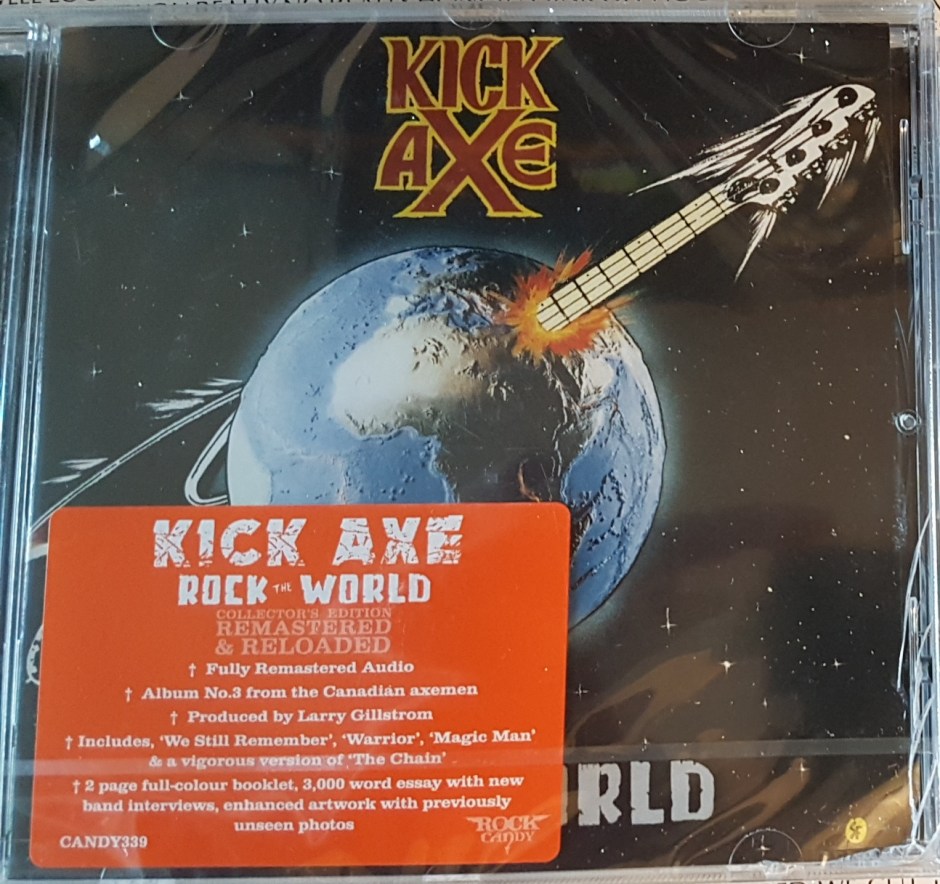 KICK
AXE
KICK AXE
ROCK THE WORLD
COLLECTOR'S EDITION
REMASTERED
& RELOADED
† Fully Remastered Audio
† Album No.3 from the Canadian axemen
† Produced by Larry Gillstrom
† Includes, 'We Still Remember', 'Warrior', 'Magic Man'
& a vigorous version of 'The Chain'
† 2 page full-colour booklet, 3,000 word essay with new
band interviews, enhanced artwork with previously
unseen photos
CANDY339
ROCK
CANDY
ORLD